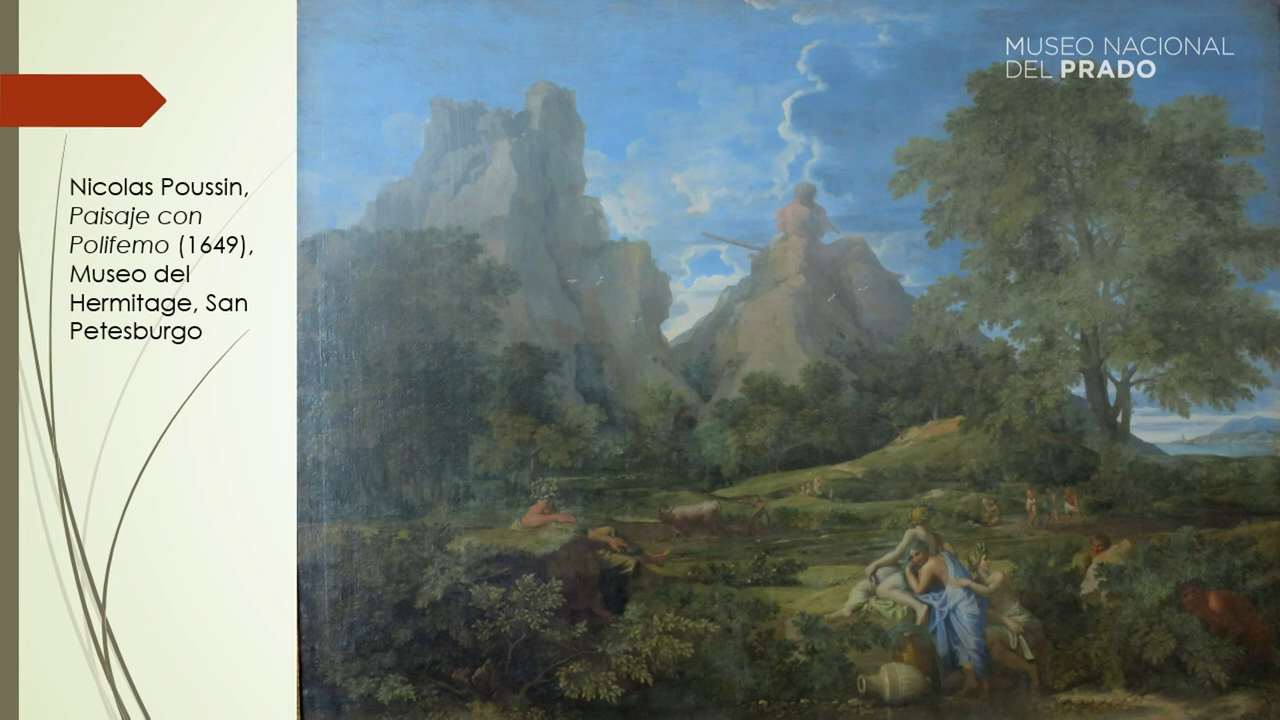 MUSEO NACIONAL
DEL PRADO
Nicolas Poussin,
Paisaje con
Polifemo (1649),
Museo del
Hermitage, San
Petesburgo